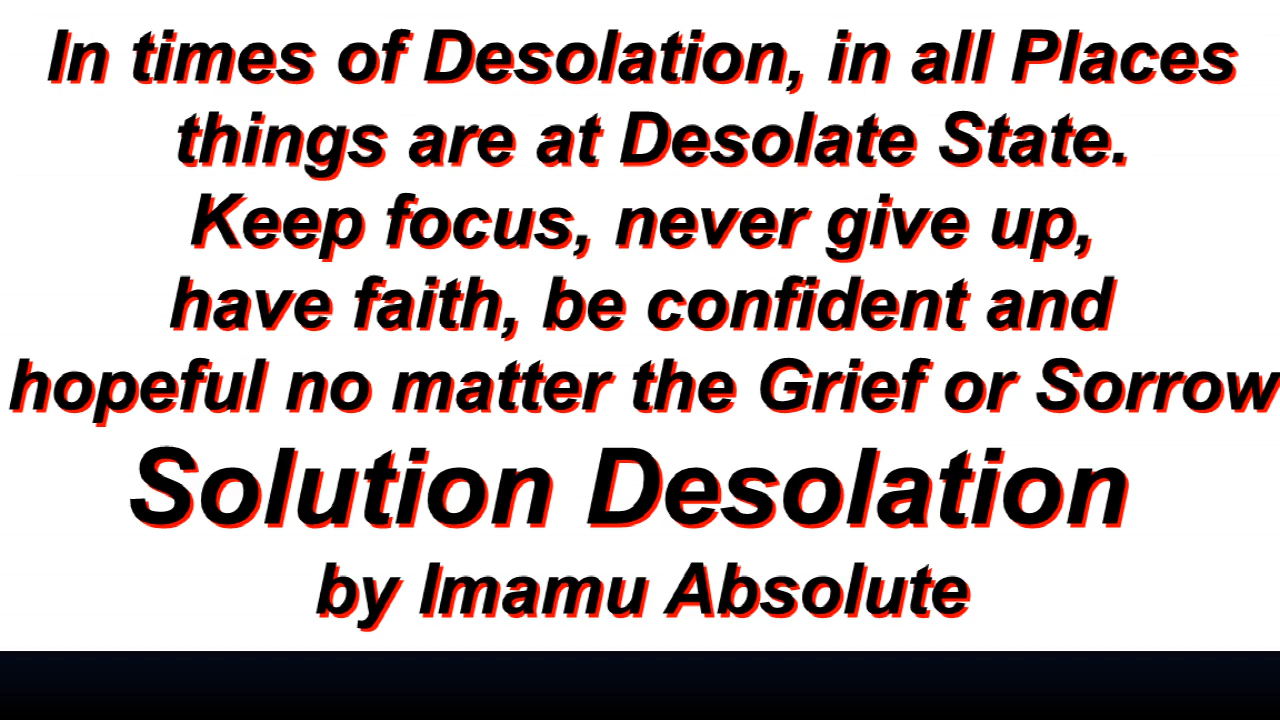 In times of Desolation, in all Places
things are at Desolate State.
Keep focus, never give up,
have faith, be confident and
hopeful no matter the Grief or Sorrow
Solution Desolation
by Imamu Absolute